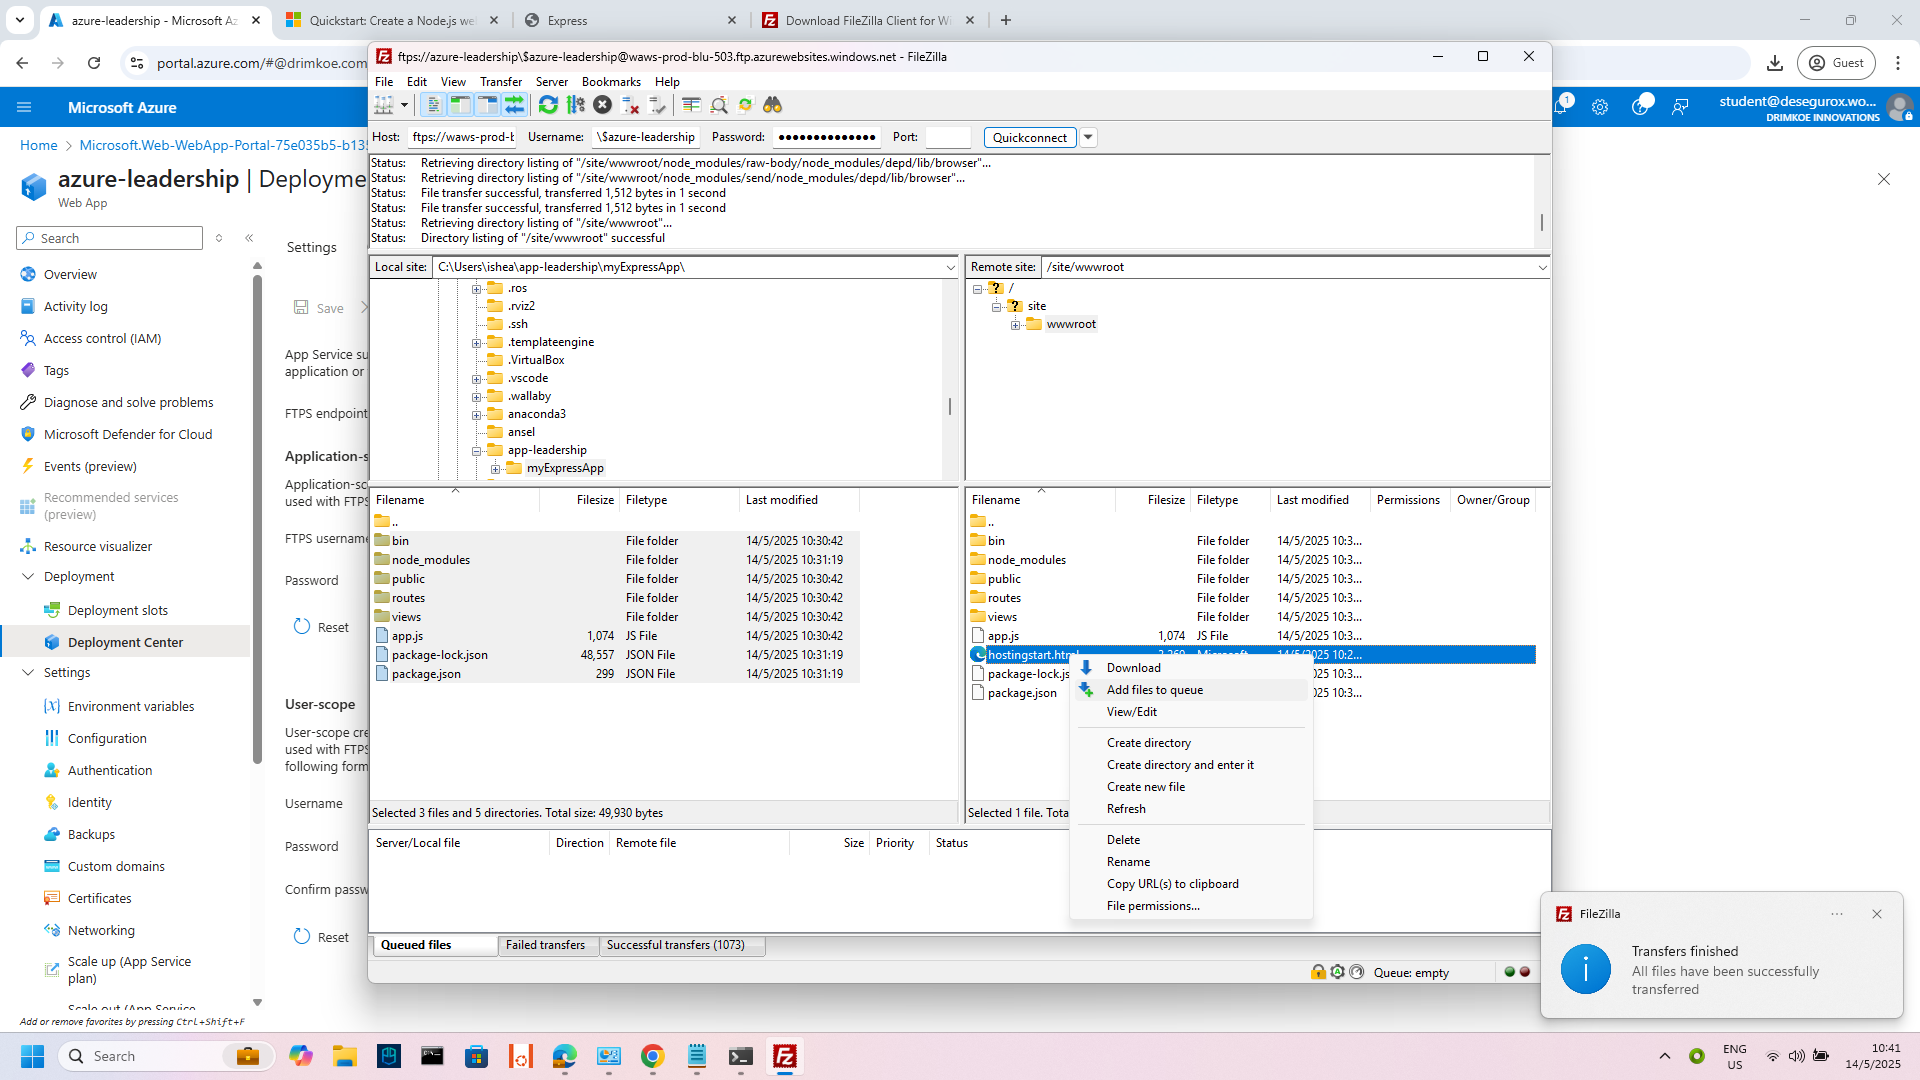 azure-leadership - Microsoft Az
Quickstart: Create a Node.js we
Express
Download FileZilla Client for Wi
portal.azure.com/#@drimkoe.com
Guest
Microsoft Azure
1
student@desegurox.wo...
DRIMKOE INNOVATIONS
Home > Microsoft.Web-WebApp-Portal-75e035b5-b135
azure-leadership | Deployme
Web App
Search
Overview
Activity log
Access control (IAM)
Tags
Diagnose and solve problems
Microsoft Defender for Cloud
Events (preview)
Recommended services
(preview)
Resource visualizer
Deployment
Deployment slots
Deployment Center
Settings
Environment variables
Configuration
Authentication
Identity
Backups
Custom domains
Certificates
Networking
Scale up (App Service
plan)
Scale out (App Service
Add or remove favorites by pressing Ctrl+Shift+F
Settings
Save
App Service su
application or
FTPS endpoint
Application-s
Application-sc
used with FTPS
FTPS username
Password
Reset
User-scope
User-scope cre
used with FTPS
following form
Username
Password
Confirm passw
Reset
ftps://azure-leadership\$azure-leadership@waws-prod-blu-503.ftp.azurewebsites.windows.net - FileZilla
File Edit View Transfer Server Bookmarks Help
Host: ftps://waws-prod-b Username: \$azure-leadership Password: ●●●●●●●●●●●●●● Port: Quickconnect
Status: Retrieving directory listing of "/site/wwwroot/node_modules/raw-body/node_modules/depd/lib/browser"...
Status: Retrieving directory listing of "/site/wwwroot/node_modules/send/node_modules/depd/lib/browser"...
Status: File transfer successful, transferred 1,512 bytes in 1 second
Status: File transfer successful, transferred 1,512 bytes in 1 second
Status: Retrieving directory listing of "/site/wwwroot"...
Status: Directory listing of "/site/wwwroot" successful
Local site: C:\Users\ishea\app-leadership\myExpressApp\
.ros
.rviz2
.ssh
.templateengine
.VirtualBox
.vscode
.wallaby
anaconda3
ansel
app-leadership
myExpressApp
Remote site: /site/wwwroot
/
site
wwwroot
Filename Filesize Filetype Last modified
..
bin File folder 14/5/2025 10:30:42
node_modules File folder 14/5/2025 10:31:19
public File folder 14/5/2025 10:30:42
routes File folder 14/5/2025 10:30:42
views File folder 14/5/2025 10:30:42
app.js 1,074 JS File 14/5/2025 10:30:42
package-lock.json 48,557 JSON File 14/5/2025 10:31:19
package.json 299 JSON File 14/5/2025 10:31:19
Selected 3 files and 5 directories. Total size: 49,930 bytes
Filename Filesize Filetype Last modified Permissions Owner/Group
..
bin File folder 14/5/2025 10:3...
node_modules File folder 14/5/2025 10:3...
public File folder 14/5/2025 10:3...
routes File folder 14/5/2025 10:3...
views File folder 14/5/2025 10:3...
app.js 1,074 JS File 14/5/2025 10:3...
hostingstart.html 14/5/2025 10:2...
package-lock.js 025 10:3...
package.json 025 10:3...
Selected 1 file. Tota
Download
Add files to queue
View/Edit
Create directory
Create directory and enter it
Create new file
Refresh
Delete
Rename
Copy URL(s) to clipboard
File permissions...
Server/Local file Direction Remote file Size Priority Status
Queued files Failed transfers Successful transfers (1073)
Queue: empty
FileZilla
Transfers finished
All files have been successfully
transferred
Search
ENG
US
10:41
14/5/2025